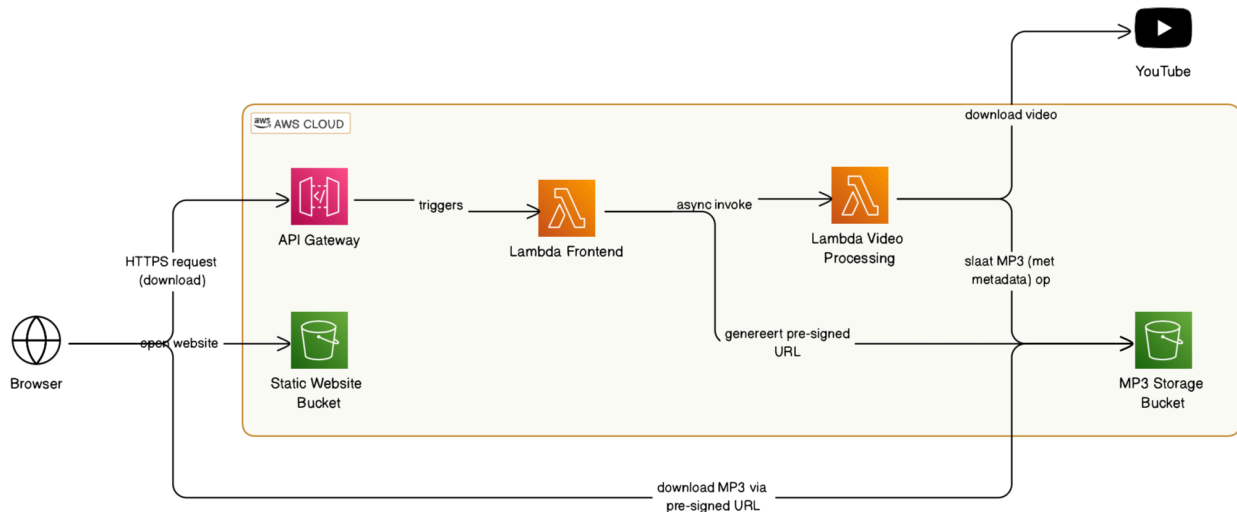 YouTube
download video
aws AWS CLOUD
API Gateway
triggers
Lambda Frontend
async invoke
Lambda Video
Processing
HTTPS request
(download)
slaat MP3 (met
metadata) op
open website
genereert pre-signed
URL
Browser
Static Website
Bucket
MP3 Storage
Bucket
download MP3 via
pre-signed URL